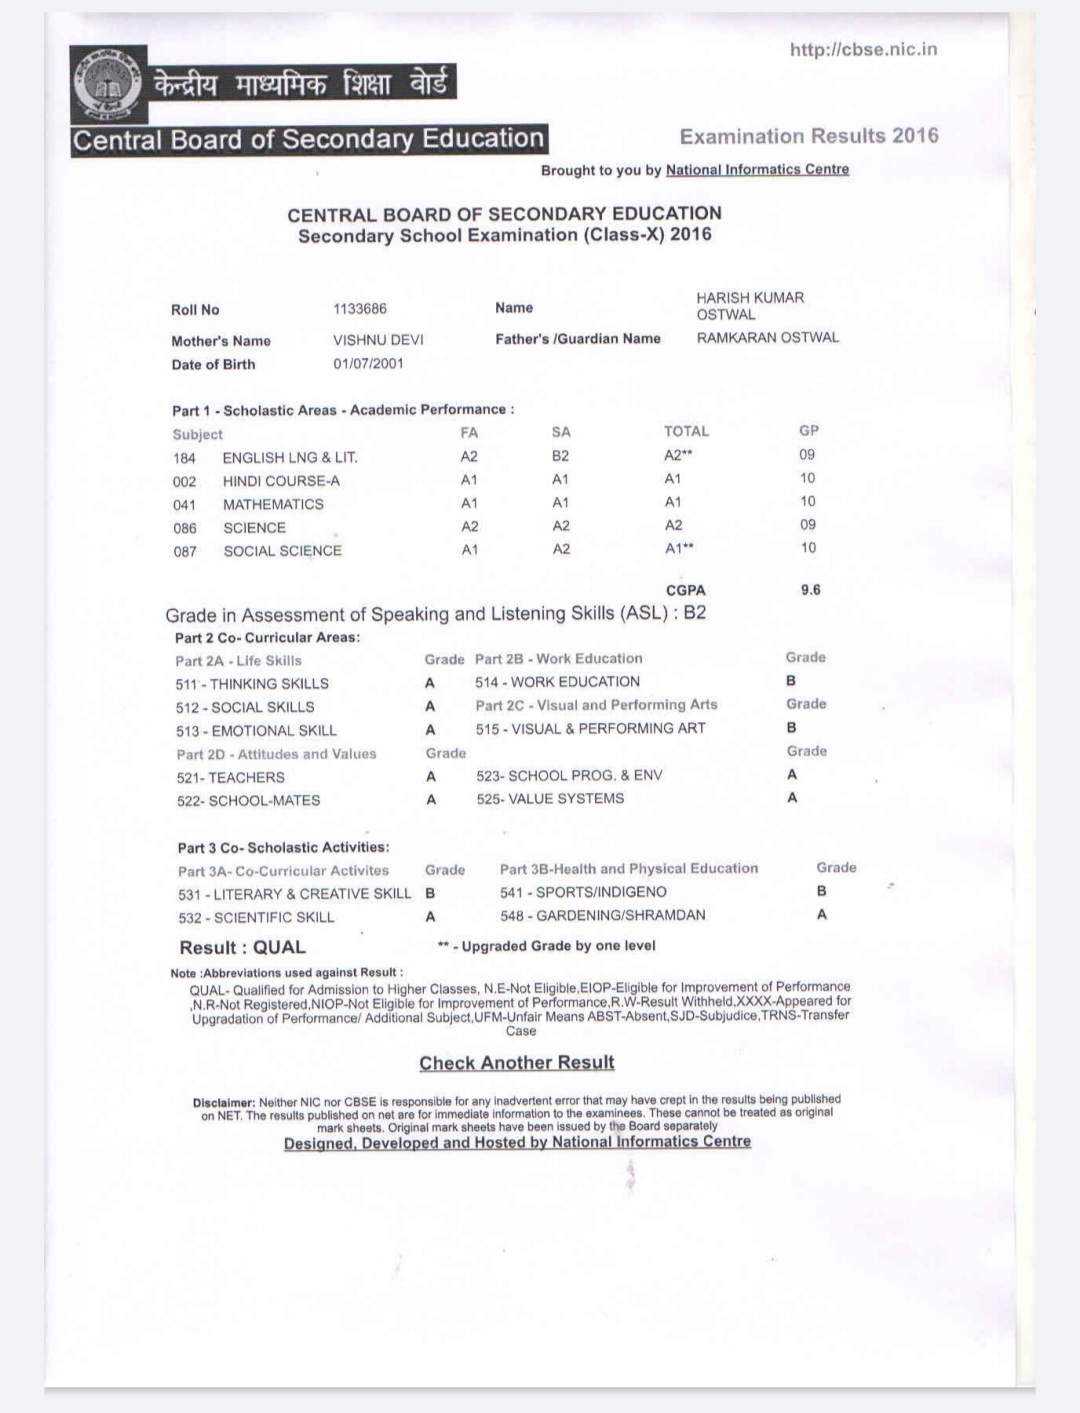 http://cbse.nic.in
केन्द्रीय माध्यमिक शिक्षा बोर्ड
Central Board of Secondary Education
Examination Results 2016
Brought to you by National Informatics Centre
CENTRAL BOARD OF SECONDARY EDUCATION
Secondary School Examination (Class-X) 2016
Roll No 1133686 Name HARISH KUMAR OSTWAL
Mother's Name VISHNU DEVI Father's /Guardian Name RAMKARAN OSTWAL
Date of Birth 01/07/2001
Part 1 - Scholastic Areas - Academic Performance :
Subject FA SA TOTAL GP
184 ENGLISH LNG & LIT. A2 B2 A2** 09
002 HINDI COURSE-A A1 A1 A1 10
041 MATHEMATICS A1 A1 A1 10
086 SCIENCE A2 A2 A2 09
087 SOCIAL SCIENCE A1 A2 A1** 10
CGPA 9.6
Grade in Assessment of Speaking and Listening Skills (ASL) : B2
Part 2 Co- Curricular Areas:
Part 2A - Life Skills Grade Part 2B - Work Education Grade
511 - THINKING SKILLS A 514 - WORK EDUCATION B
512 - SOCIAL SKILLS A Part 2C - Visual and Performing Arts Grade
513 - EMOTIONAL SKILL A 515 - VISUAL & PERFORMING ART B
Part 2D - Attitudes and Values Grade Grade
521- TEACHERS A 523- SCHOOL PROG. & ENV A
522- SCHOOL-MATES A 525- VALUE SYSTEMS A
Part 3 Co- Scholastic Activities:
Part 3A- Co-Curricular Activites Grade Part 3B-Health and Physical Education Grade
531 - LITERARY & CREATIVE SKILL B 541 - SPORTS/INDIGENO B
532 - SCIENTIFIC SKILL A 548 - GARDENING/SHRAMDAN A
Result : QUAL ** - Upgraded Grade by one level
Note :Abbreviations used against Result :
QUAL- Qualified for Admission to Higher Classes, N.E-Not Eligible,EIOP-Eligible for Improvement of Performance
,N.R-Not Registered,NIOP-Not Eligible for Improvement of Performance,R.W-Result Withheld,XXXX-Appeared for
Upgradation of Performance/ Additional Subject,UFM-Unfair Means ABST-Absent,SJD-Subjudice,TRNS-Transfer
Case
Check Another Result
Disclaimer: Neither NIC nor CBSE is responsible for any inadvertent error that may have crept in the results being published
on NET. The results published on net are for immediate information to the examinees. These cannot be treated as original
mark sheets. Original mark sheets have been issued by the Board separately
Designed, Developed and Hosted by National Informatics Centre